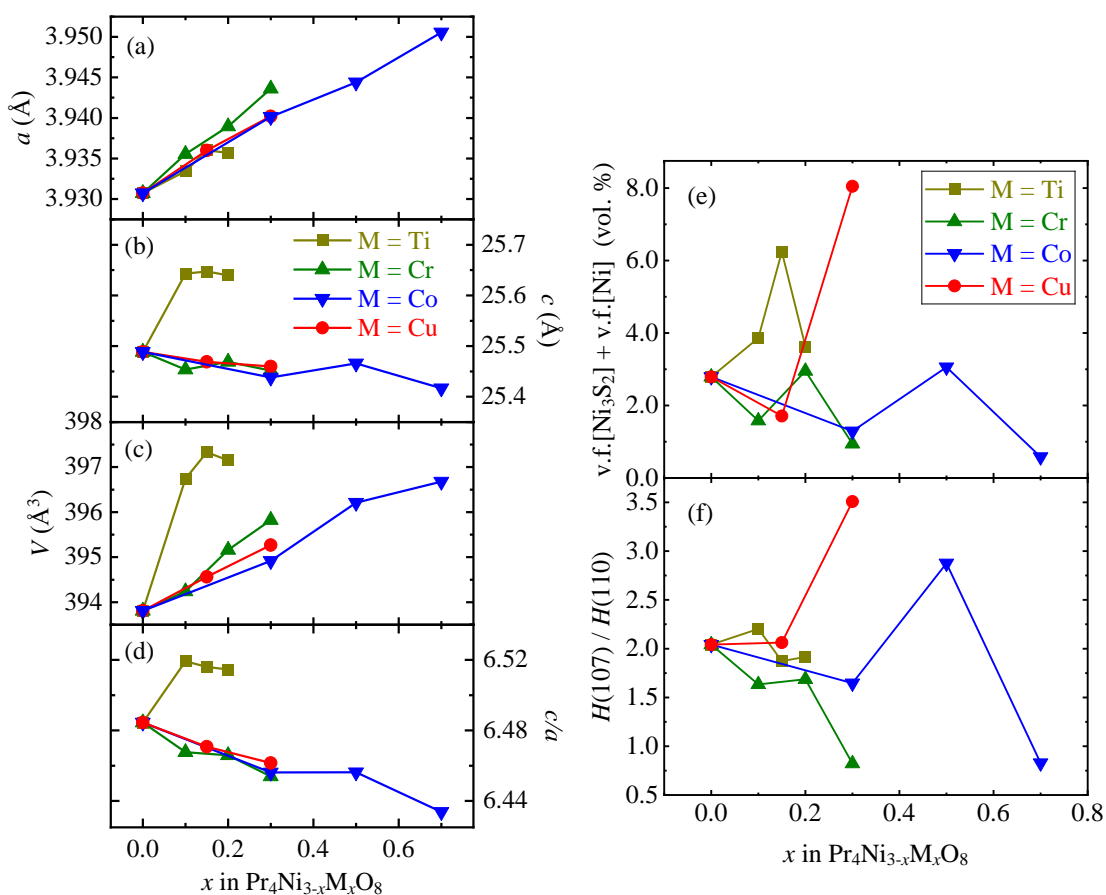 (a)
3.950
3.945
3.940
3.935
3.930
a (Å)
(b)
M = Ti
M = Cr
M = Co
M = Cu
25.7
25.6
25.5
25.4
c (Å)
(c)
398
397
396
395
394
V (Å³)
(d)
6.52
6.48
6.44
c/a
0.0 0.2 0.4 0.6
x in Pr₄Ni₃₋ₓMₓO₈
(e)
M = Ti
M = Cr
M = Co
M = Cu
8.0
6.0
4.0
2.0
0.0
v.f.[Ni₃S₂] + v.f.[Ni] (vol. %)
(f)
3.5
3.0
2.5
2.0
1.5
1.0
0.5
H(107) / H(110)
0.0 0.2 0.4 0.6 0.8
x in Pr₄Ni₃₋ₓMₓO₈